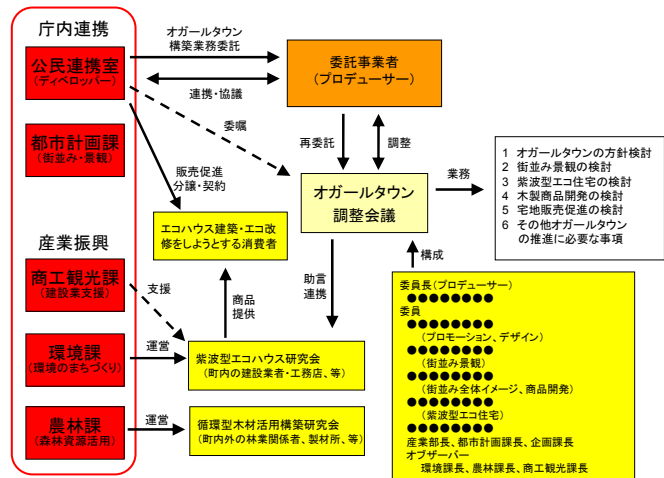 庁内連携
公民連携室
(ディベロッパー)
都市計画課
(街並み・景観)
産業振興
商工観光課
(建設業支援)
環境課
(環境のまちづくり)
農林課
(森林資源活用)
オガールタウン
構築業務委託
連携・協議
委嘱
販売促進
分譲・契約
委託事業者
(プロデューサー)
再委託
調整
オガールタウン
調整会議
業務
1 オガールタウンの方針検討
2 街並み景観の検討
3 紫波型エコ住宅の検討
4 木製商品開発の検討
5 宅地販売促進の検討
6 その他オガールタウン
の推進に必要な事項
エコハウス建築・エコ改
修をしようとする消費者
支援
商品
提供
助言
連携
構成
運営
紫波型エコハウス研究会
(町内の建設業者・工務店、等)
運営
循環型木材活用構築研究会
(町内外の林業関係者、製材所、等)
委員長(プロデューサー)
●●●●●●●●
委員
●●●●●●●●
(プロモーション、デザイン)
●●●●●●●●
(街並み景観)
●●●●●●●●
(街並み全体イメージ、商品開発)
●●●●●●●●
(紫波型エコ住宅)
●●●●●●●●
産業部長、都市計画課長、企画課長
オブザーバー
環境課長、農林課長、商工観光課長